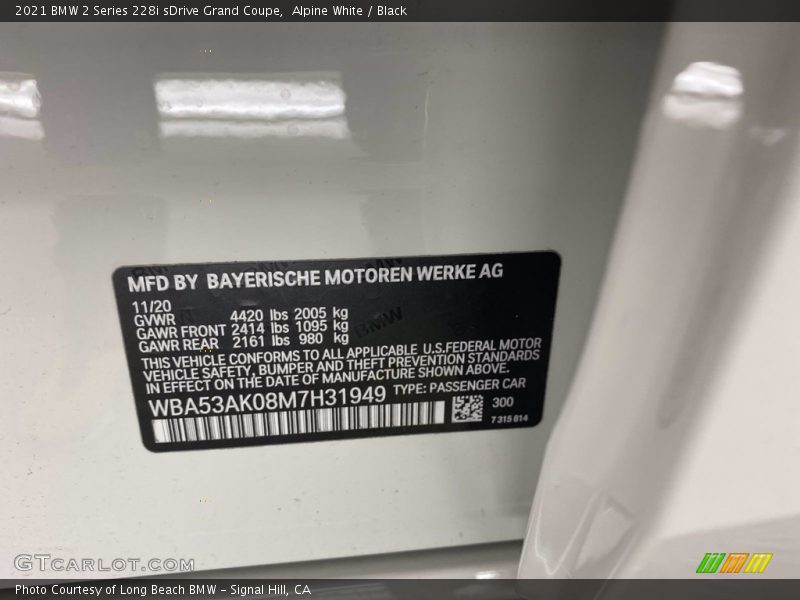 2021 BMW 2 Series 228i sDrive Grand Coupe,  Alpine White / Black
MFD BY BAYERISCHE MOTOREN WERKE AG
11/20
GVWR 4420 lbs 2005 kg
GAWR FRONT 2414 lbs 1095 kg
GAWR REAR 2161 lbs 980 kg
THIS VEHICLE CONFORMS TO ALL APPLICABLE U.S.FEDERAL MOTOR
VEHICLE SAFETY, BUMPER AND THEFT PREVENTION STANDARDS
IN EFFECT ON THE DATE OF MANUFACTURE SHOWN ABOVE.
WBA53AK08M7H31949 TYPE: PASSENGER CAR
300
7 315 814
GTCARLOT.COM
Photo Courtesy of Long Beach BMW – Signal Hill, CA